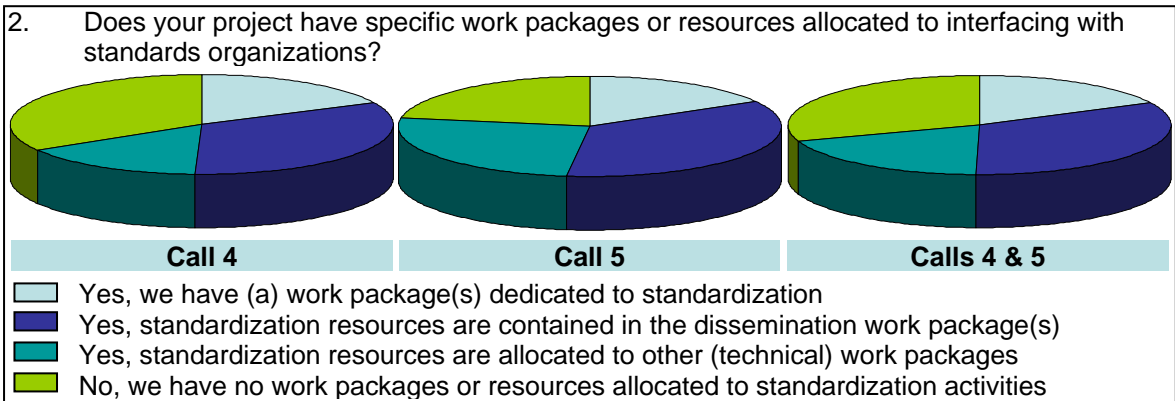 2. Does your project have specific work packages or resources allocated to interfacing with
standards organizations?
Call 4
Call 5
Calls 4 & 5
Yes, we have (a) work package(s) dedicated to standardization
Yes, standardization resources are contained in the dissemination work package(s)
Yes, standardization resources are allocated to other (technical) work packages
No, we have no work packages or resources allocated to standardization activities